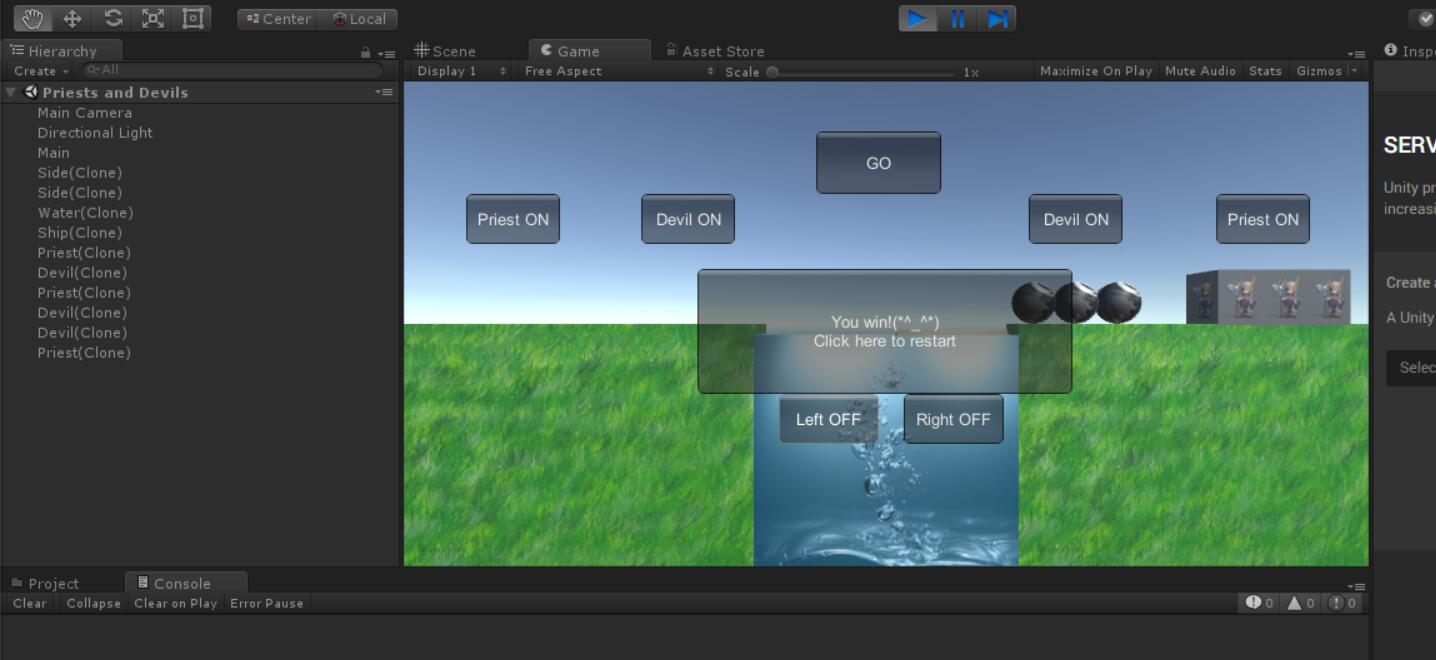 Center Local
Hierarchy
Create All
Priests and Devils
Main Camera
Directional Light
Main
Side(Clone)
Side(Clone)
Water(Clone)
Ship(Clone)
Priest(Clone)
Devil(Clone)
Priest(Clone)
Devil(Clone)
Devil(Clone)
Priest(Clone)
Scene Game Asset Store
Display 1 Free Aspect Scale 1x Maximize On Play Mute Audio Stats Gizmos
GO
Priest ON Devil ON Devil ON Priest ON
You win!(*^_^*)
Click here to restart
Left OFF Right OFF
Insp
SERV
Unity pr
increasi
Create a
A Unity
Selec
Project Console
Clear Collapse Clear on Play Error Pause 0 0 0